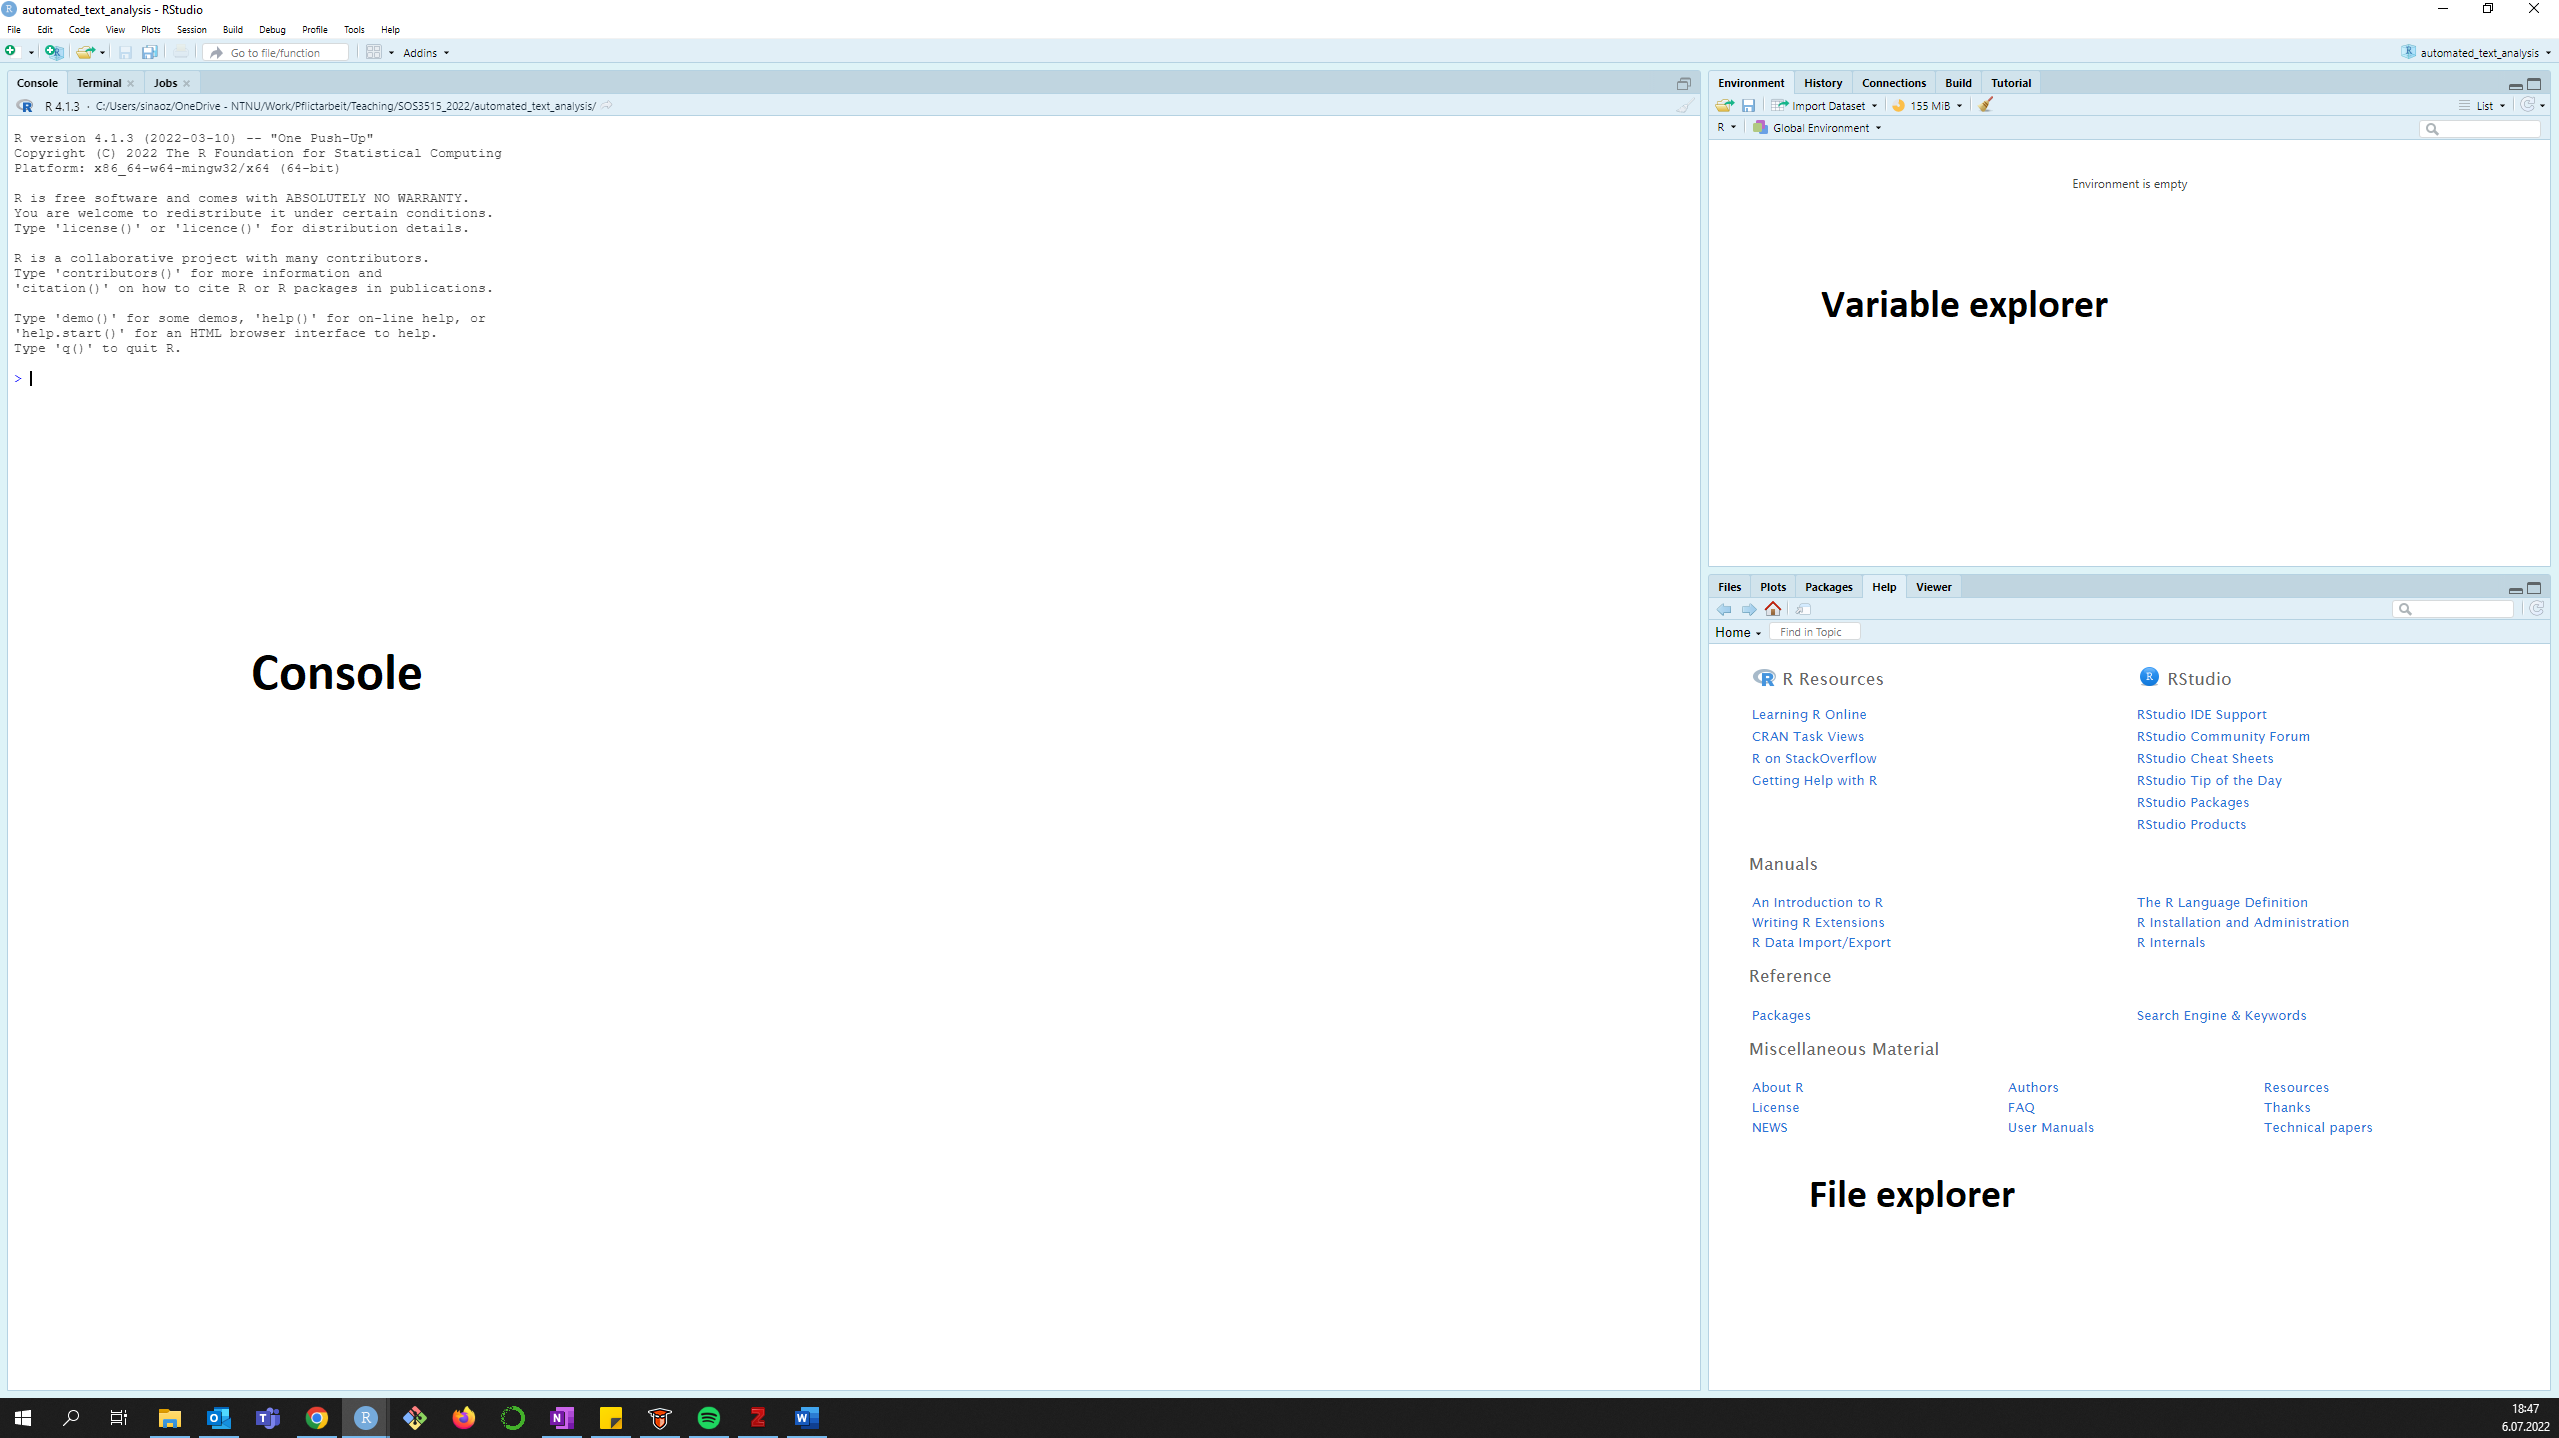 automated_text_analysis - RStudio
File Edit Code View Plots Session Build Debug Profile Tools Help
Go to file/function Addins automated_text_analysis
Console Terminal Jobs
R 4.1.3 · C:/Users/sinaoz/OneDrive - NTNU/Work/Pflictarbeit/Teaching/SOS3515_2022/automated_text_analysis/
R version 4.1.3 (2022-03-10) -- "One Push-Up"
Copyright (C) 2022 The R Foundation for Statistical Computing
Platform: x86_64-w64-mingw32/x64 (64-bit)
R is free software and comes with ABSOLUTELY NO WARRANTY.
You are welcome to redistribute it under certain conditions.
Type 'license()' or 'licence()' for distribution details.
R is a collaborative project with many contributors.
Type 'contributors()' for more information and
'citation()' on how to cite R or R packages in publications.
Type 'demo()' for some demos, 'help()' for on-line help, or
'help.start()' for an HTML browser interface to help.
Type 'q()' to quit R.
>
Console
Environment History Connections Build Tutorial
Import Dataset 155 MiB List
R Global Environment
Environment is empty
Variable explorer
Files Plots Packages Help Viewer
Home Find in Topic
R Resources
Learning R Online
CRAN Task Views
R on StackOverflow
Getting Help with R
RStudio
RStudio IDE Support
RStudio Community Forum
RStudio Cheat Sheets
RStudio Tip of the Day
RStudio Packages
RStudio Products
Manuals
An Introduction to R The R Language Definition
Writing R Extensions R Installation and Administration
R Data Import/Export R Internals
Reference
Packages Search Engine & Keywords
Miscellaneous Material
About R Authors Resources
License FAQ Thanks
NEWS User Manuals Technical papers
File explorer
18:47
6.07.2022